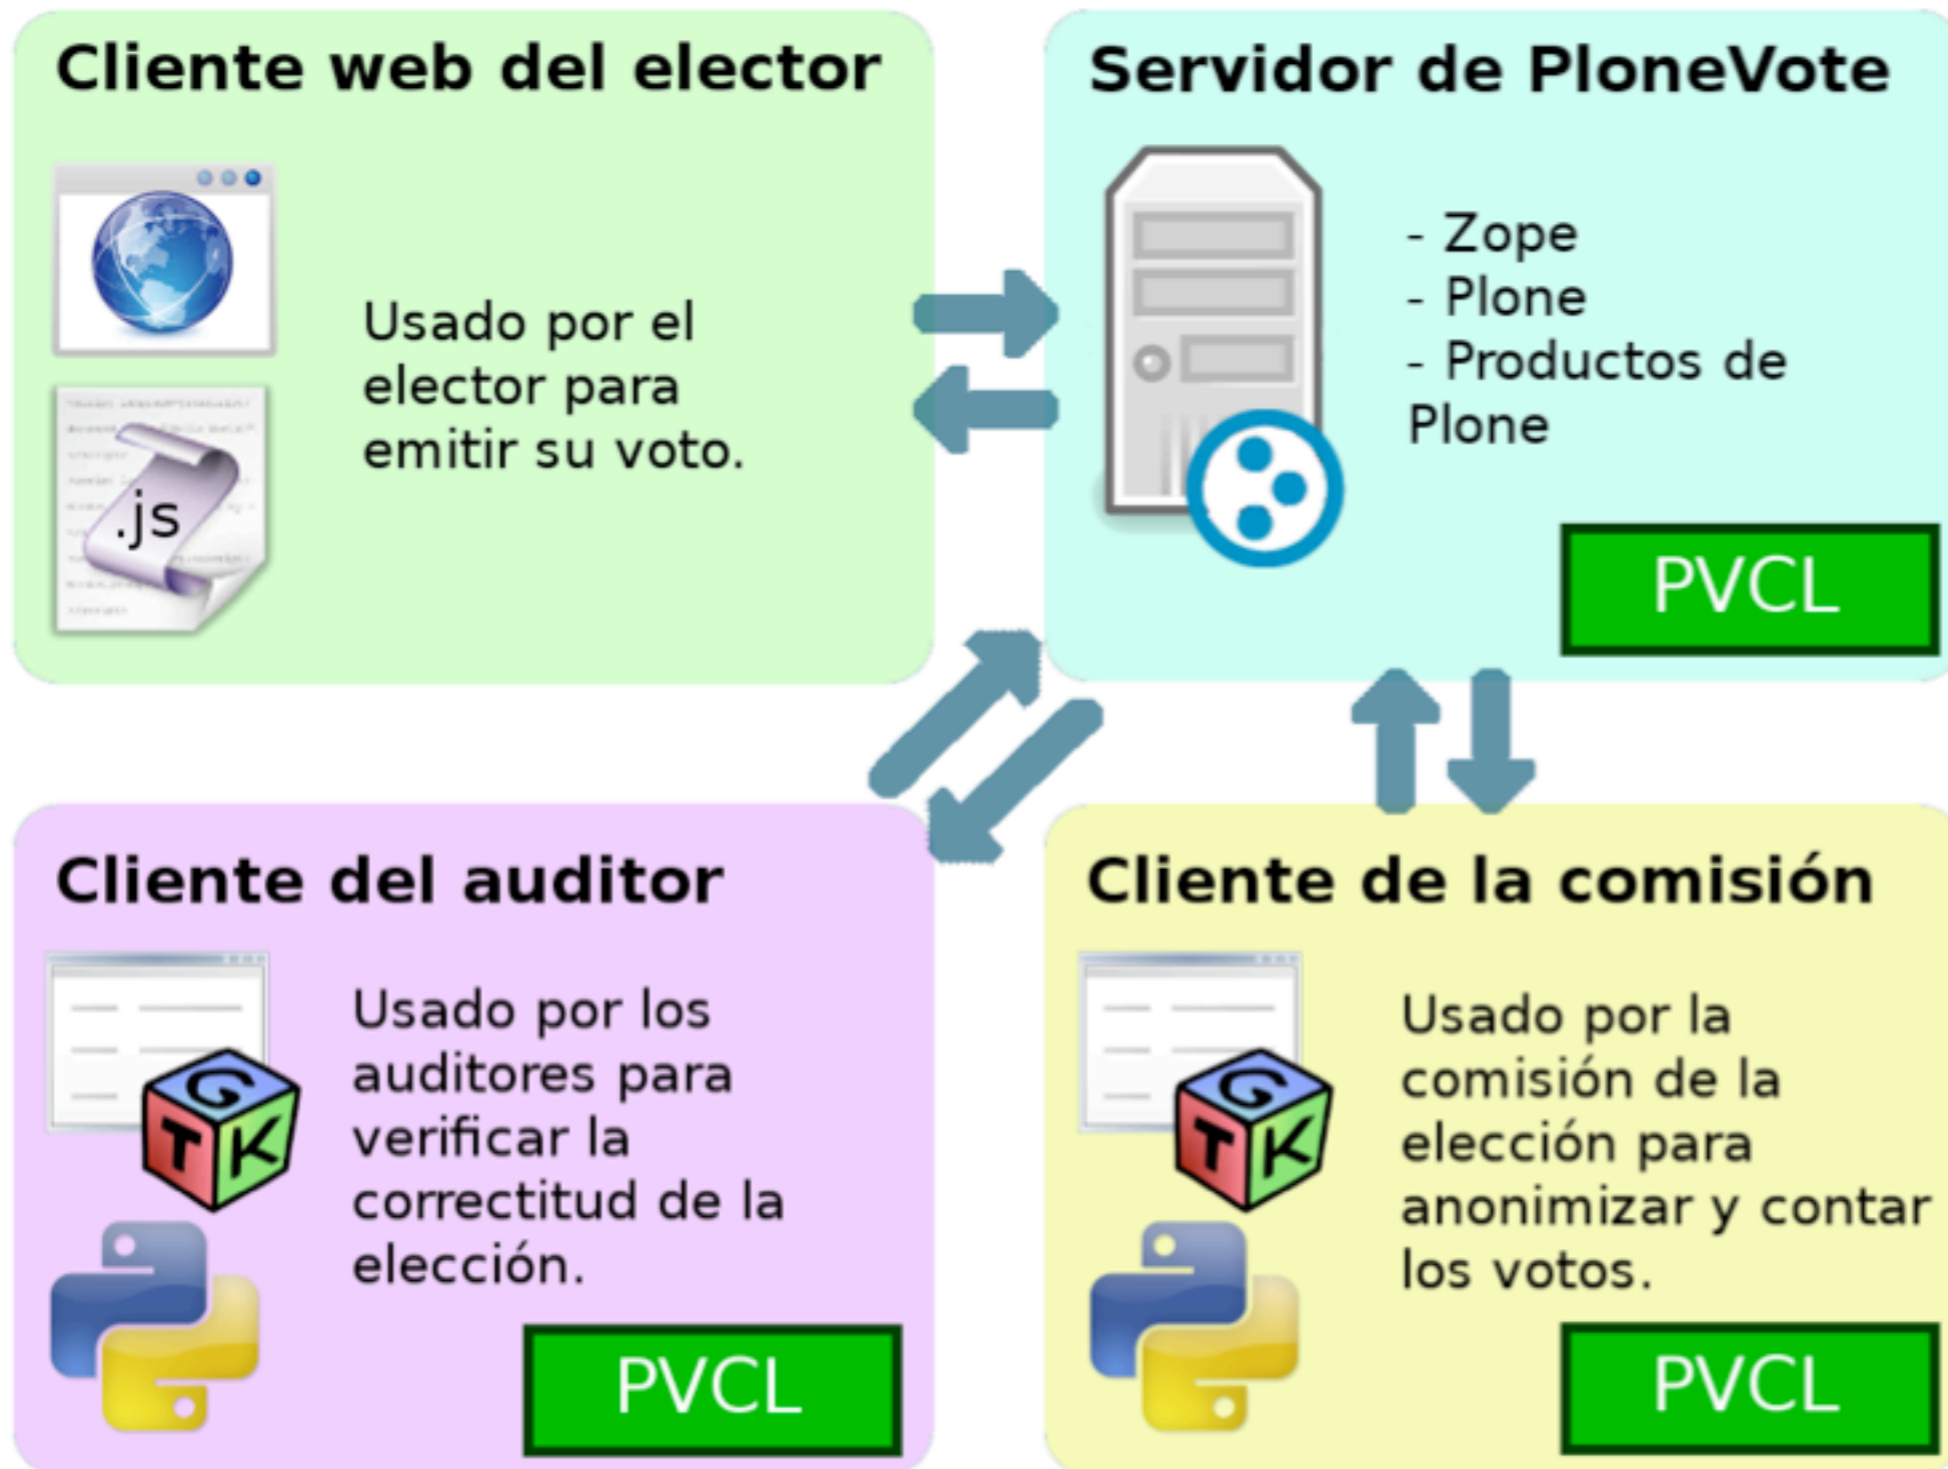 Cliente web del elector
.js
Usado por el
elector para
emitir su voto.
Servidor de PloneVote
- Zope
- Plone
- Productos de
Plone
PVCL
Cliente del auditor
G
T K
Usado por los
auditores para
verificar la
correctitud de la
elección.
PVCL
Cliente de la comisión
G
T K
Usado por la
comisión de la
elección para
anonimizar y contar
los votos.
PVCL